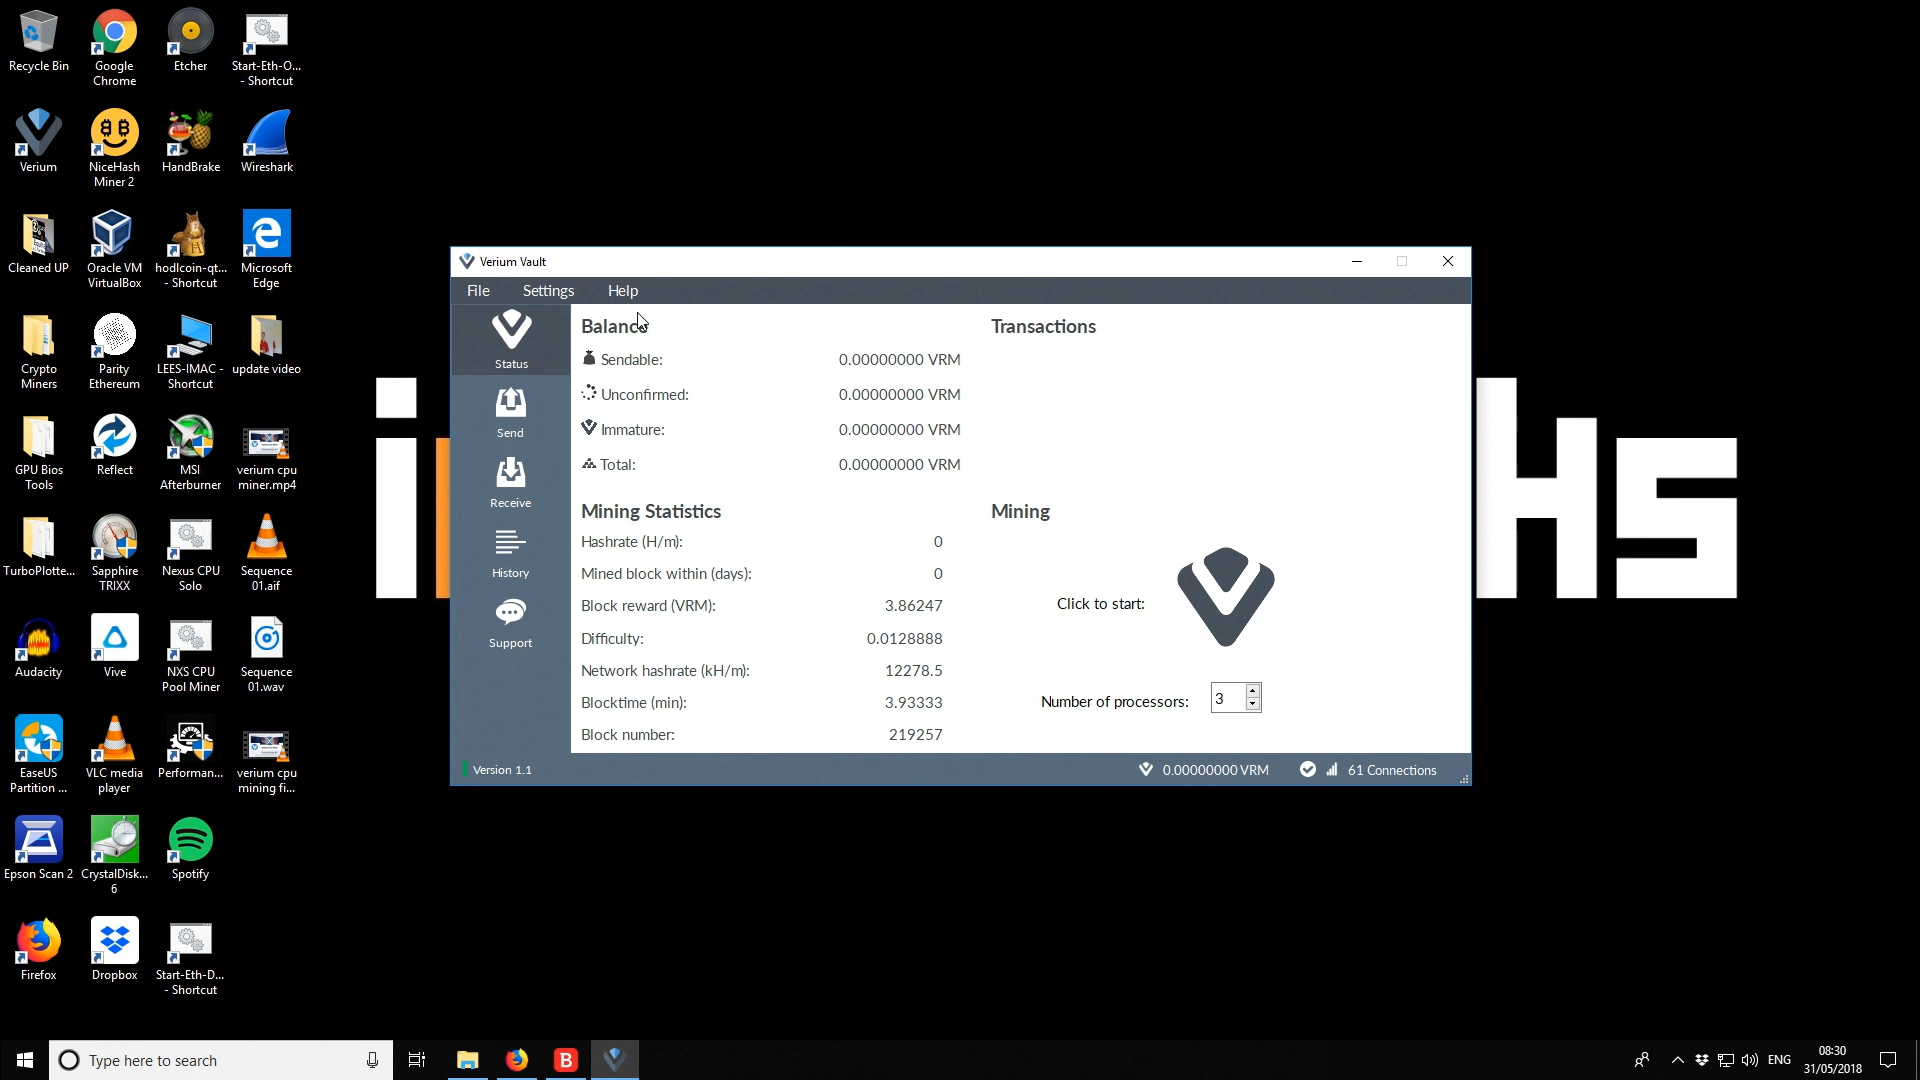 Recycle Bin
Google
Chrome
Etcher
Start-Eth-O...
- Shortcut
Verium
NiceHash
Miner 2
HandBrake
Wireshark
Cleaned UP
Oracle VM
VirtualBox
hodlcoin-qt...
- Shortcut
Microsoft
Edge
Crypto
Miners
Parity
Ethereum
LEES-IMAC -
Shortcut
update video
GPU Bios
Tools
Reflect
MSI
Afterburner
verium cpu
miner.mp4
TurboPlotte...
Sapphire
TRIXX
Nexus CPU
Solo
Sequence
01.aif
Audacity
Vive
NXS CPU
Pool Miner
Sequence
01.wav
EaseUS
Partition ...
VLC media
player
Performan...
verium cpu
mining fi...
Epson Scan 2
CrystalDisk...
6
Spotify
Firefox
Dropbox
Start-Eth-D...
- Shortcut
Verium Vault
File Settings Help
Status
Send
Receive
History
Support
Balance
Sendable: 0.00000000 VRM
Unconfirmed: 0.00000000 VRM
Immature: 0.00000000 VRM
Total: 0.00000000 VRM
Transactions
Mining Statistics
Hashrate (H/m): 0
Mined block within (days): 0
Block reward (VRM): 3.86247
Difficulty: 0.0128888
Network hashrate (kH/m): 12278.5
Blocktime (min): 3.93333
Block number: 219257
Mining
Click to start:
Number of processors: 3
Version 1.1
0.00000000 VRM
61 Connections
hs
Type here to search
B
ENG
08:30
31/05/2018